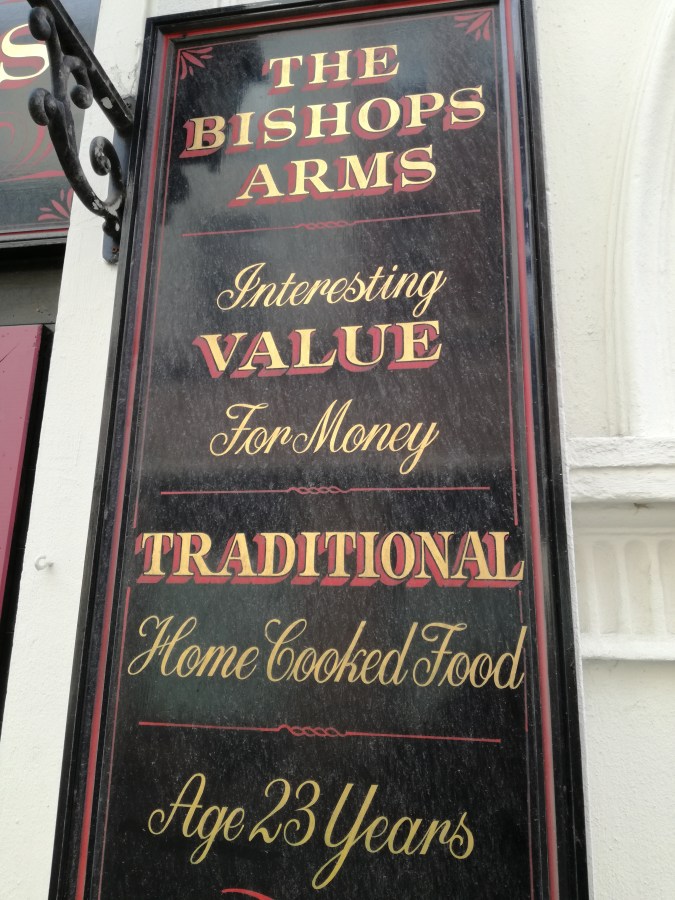 THE
BISHOPS
ARMS
Interesting
VALUE
For Money
TRADITIONAL
Home Cooked Food
Age 23 Years
S